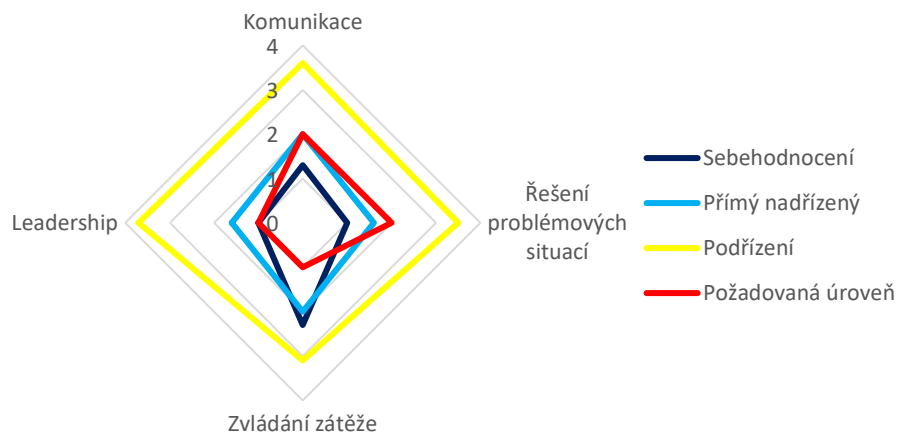 Komunikace
4
3
2
1
0
Leadership
Řešení
problémových
situací
Zvládání zátěže
Sebehodnocení
Přímý nadřízený
Podřízení
Požadovaná úroveň